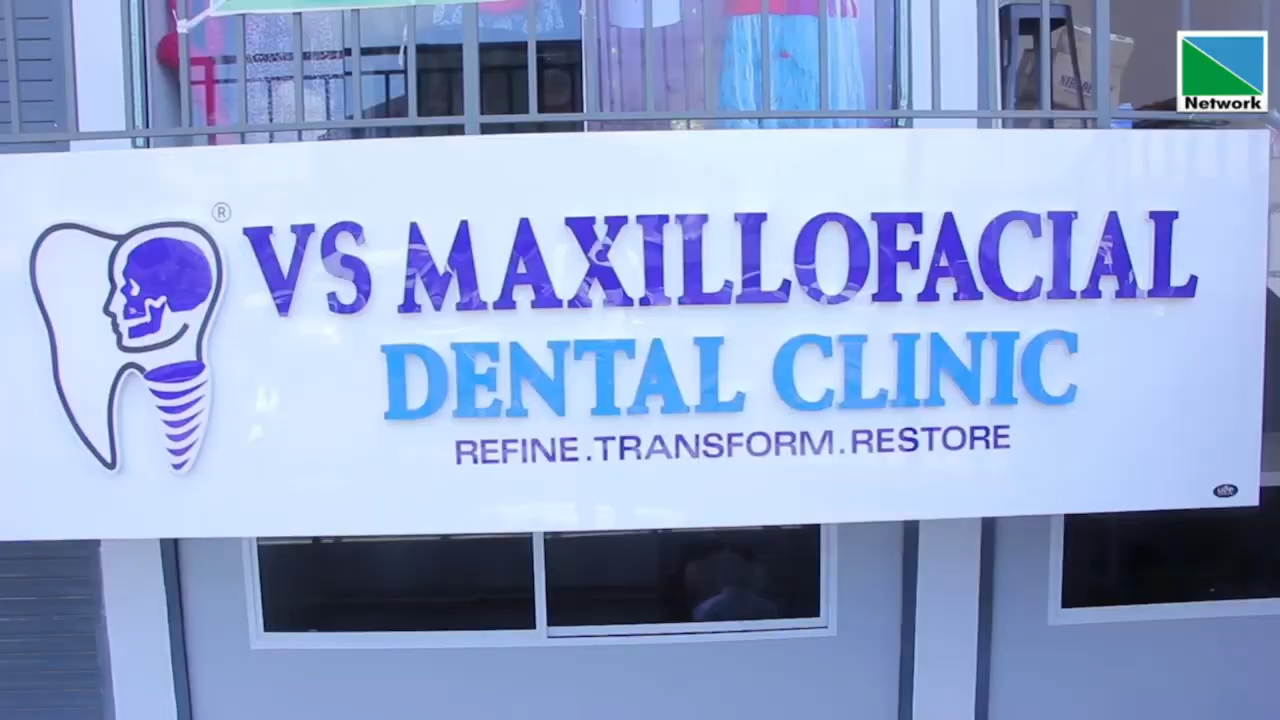 Network
® VS MAXILLOFACIAL
DENTAL CLINIC
REFINE.TRANSFORM.RESTORE